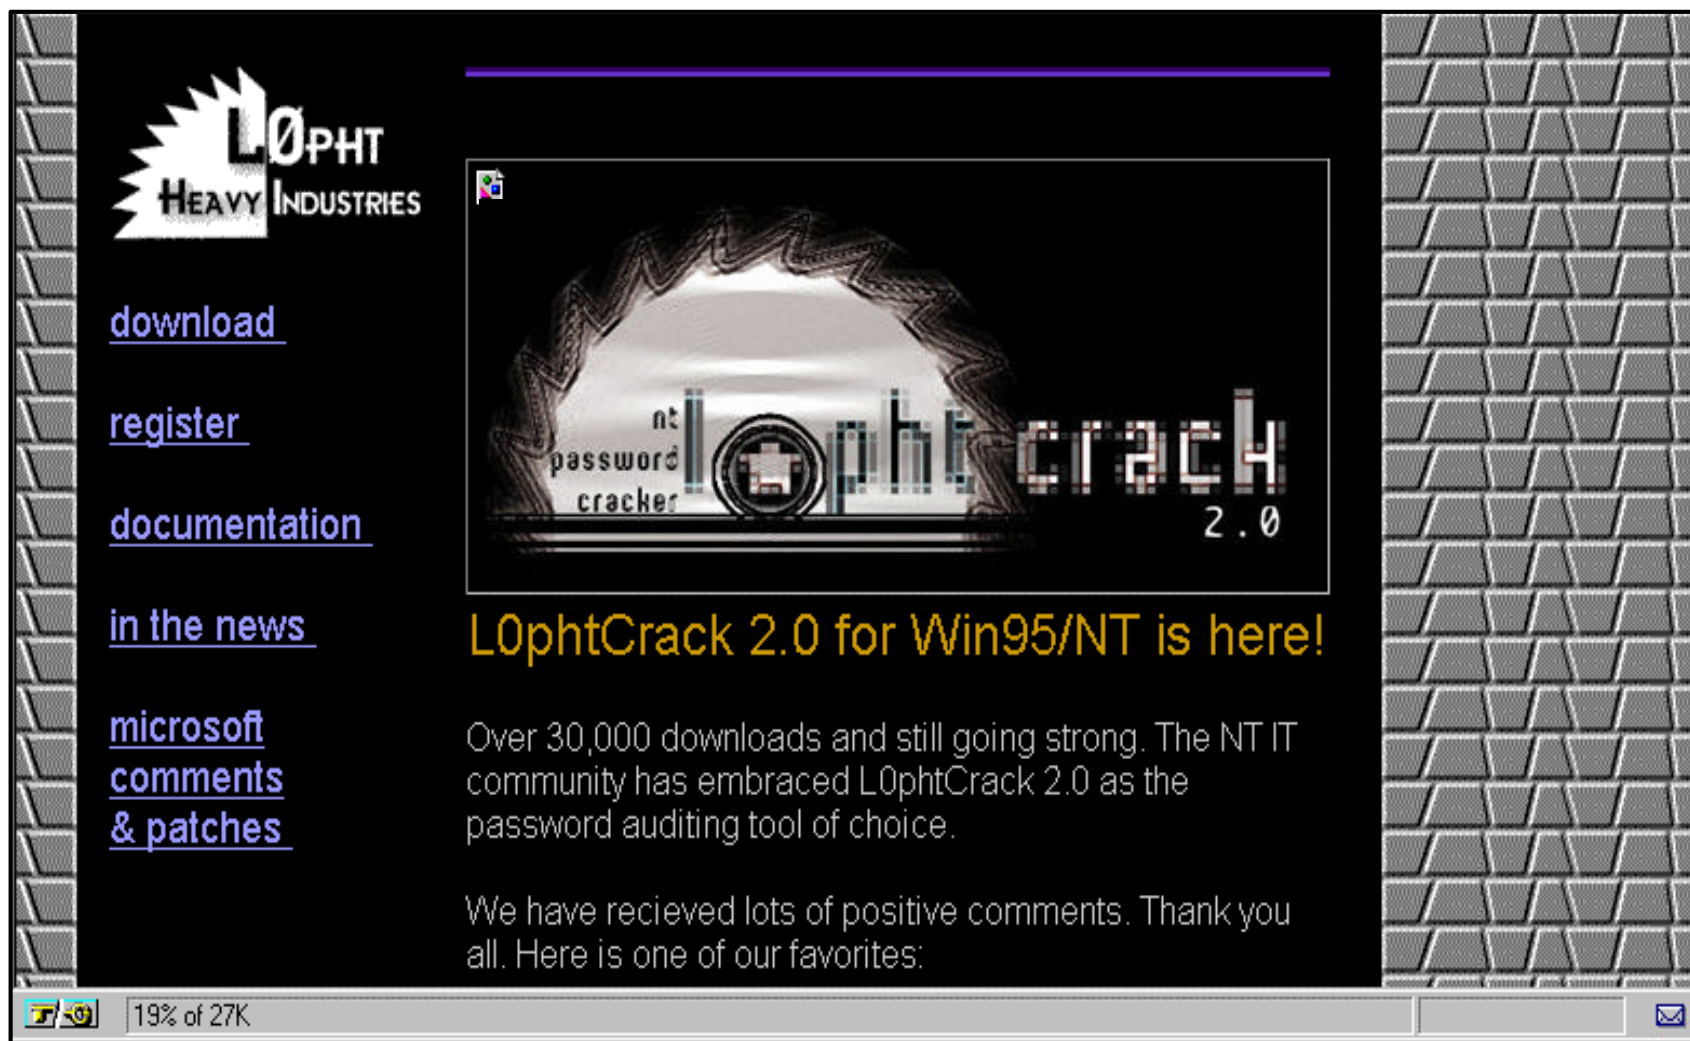 LØPHT
HEAVY INDUSTRIES
download
register
documentation
in the news
microsoft
comments
& patches
nt
password
cracker
l0pht crack
2.0
L0phtCrack 2.0 for Win95/NT is here!
Over 30,000 downloads and still going strong. The NT IT
community has embraced L0phtCrack 2.0 as the
password auditing tool of choice.
We have recieved lots of positive comments. Thank you
all. Here is one of our favorites:
19% of 27K